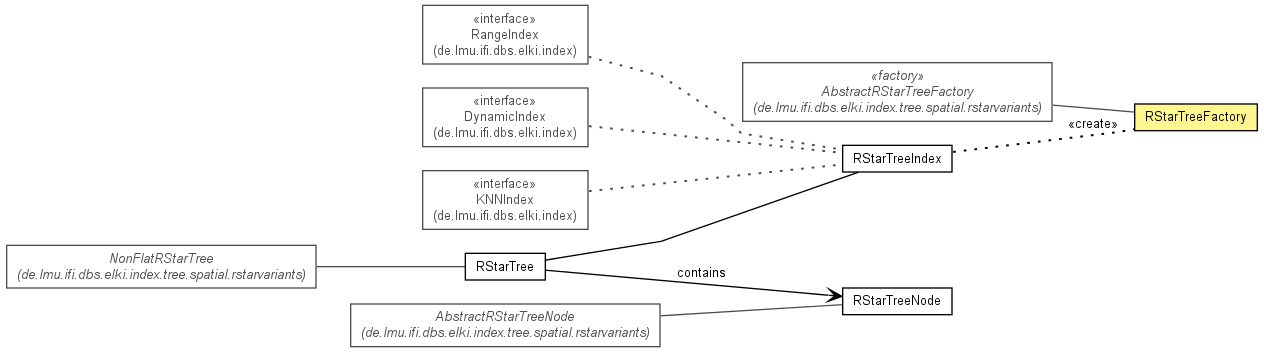 «interface»
RangeIndex
(de.lmu.ifi.dbs.elki.index)
«interface»
DynamicIndex
(de.lmu.ifi.dbs.elki.index)
«interface»
KNNIndex
(de.lmu.ifi.dbs.elki.index)
«factory»
AbstractRStarTreeFactory
(de.lmu.ifi.dbs.elki.index.tree.spatial.rstarvariants)
RStarTreeFactory
«create»
RStarTreeIndex
NonFlatRStarTree
(de.lmu.ifi.dbs.elki.index.tree.spatial.rstarvariants)
RStarTree
contains
RStarTreeNode
AbstractRStarTreeNode
(de.lmu.ifi.dbs.elki.index.tree.spatial.rstarvariants)